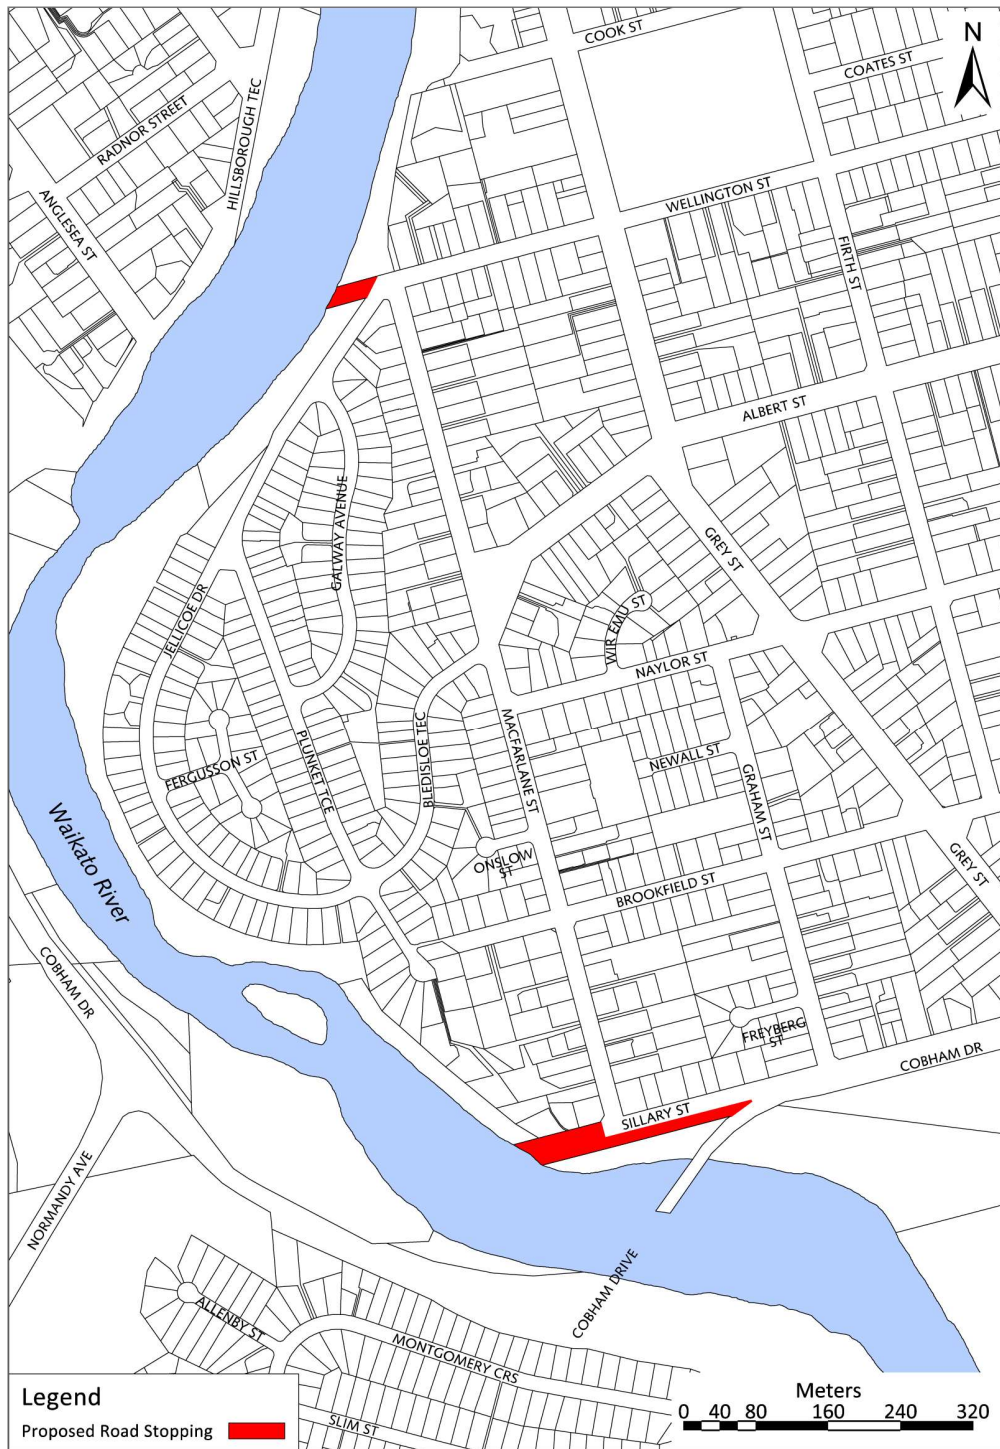 COOK ST
N
COATES ST
RADNOR STREET
HILLSBOROUGH TEC
ANGLESEA ST
WELLINGTON ST
FIRTH ST
ALBERT ST
GALWAY AVENUE
GREY ST
JELLICOE DR
WIREMU ST
NAYLOR ST
PLUNKET TCE
BLEDISLOE TEC
MACFARLANE ST
NEWALL ST
FERGUSSON ST
GRAHAM ST
Waikato River
ONSLOW
ST
BROOKFIELD ST
GREY ST
COBHAM DR
FREYBERG
ST
COBHAM DR
SILLARY ST
NORMANDY AVE
COBHAM DRIVE
ALLENBY ST
MONTGOMERY CRS
SLIM ST
Legend
Proposed Road Stopping
Meters
0 40 80 160 240 320